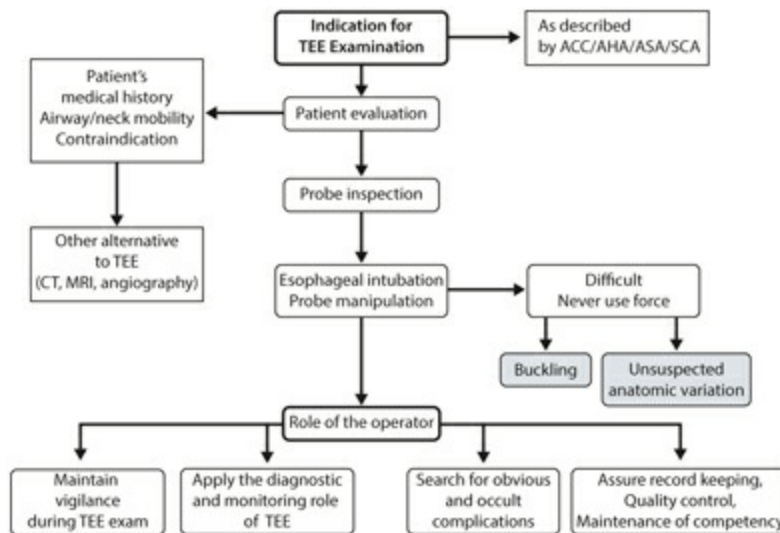 Indication for
TEE Examination
As described
by ACC/AHA/ASA/SCA
Patient's
medical history
Airway/neck mobility
Contraindication
Patient evaluation
Probe inspection
Other alternative
to TEE
(CT, MRI, angiography)
Esophageal intubation
Probe manipulation
Difficult
Never use force
Buckling
Unsuspected
anatomic variation
Role of the operator
Maintain
vigilance
during TEE exam
Apply the diagnostic
and monitoring role
of TEE
Search for obvious
and occult
complications
Assure record keeping,
Quality control,
Maintenance of competency